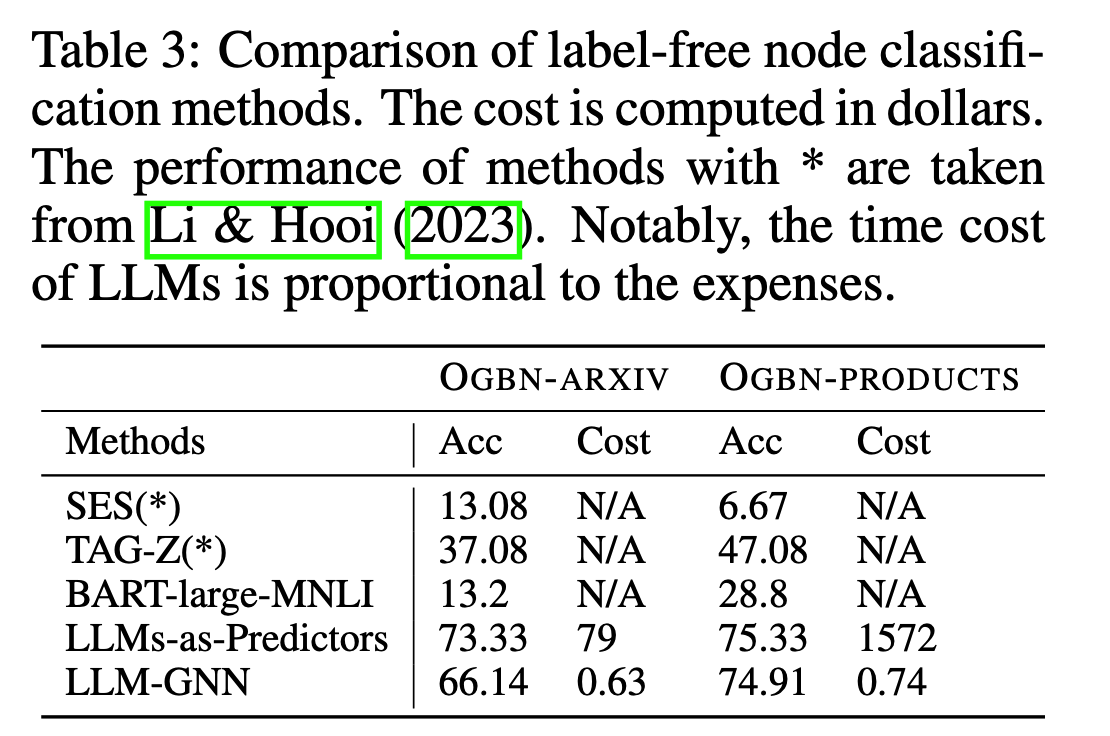 Table 3: Comparison of label-free node classifi-
cation methods. The cost is computed in dollars.
The performance of methods with * are taken
from Li & Hooi (2023). Notably, the time cost
of LLMs is proportional to the expenses.
OGBN-ARXIV OGBN-PRODUCTS
Methods Acc Cost Acc Cost
SES(*) 13.08 N/A 6.67 N/A
TAG-Z(*) 37.08 N/A 47.08 N/A
BART-large-MNLI 13.2 N/A 28.8 N/A
LLMs-as-Predictors 73.33 79 75.33 1572
LLM-GNN 66.14 0.63 74.91 0.74